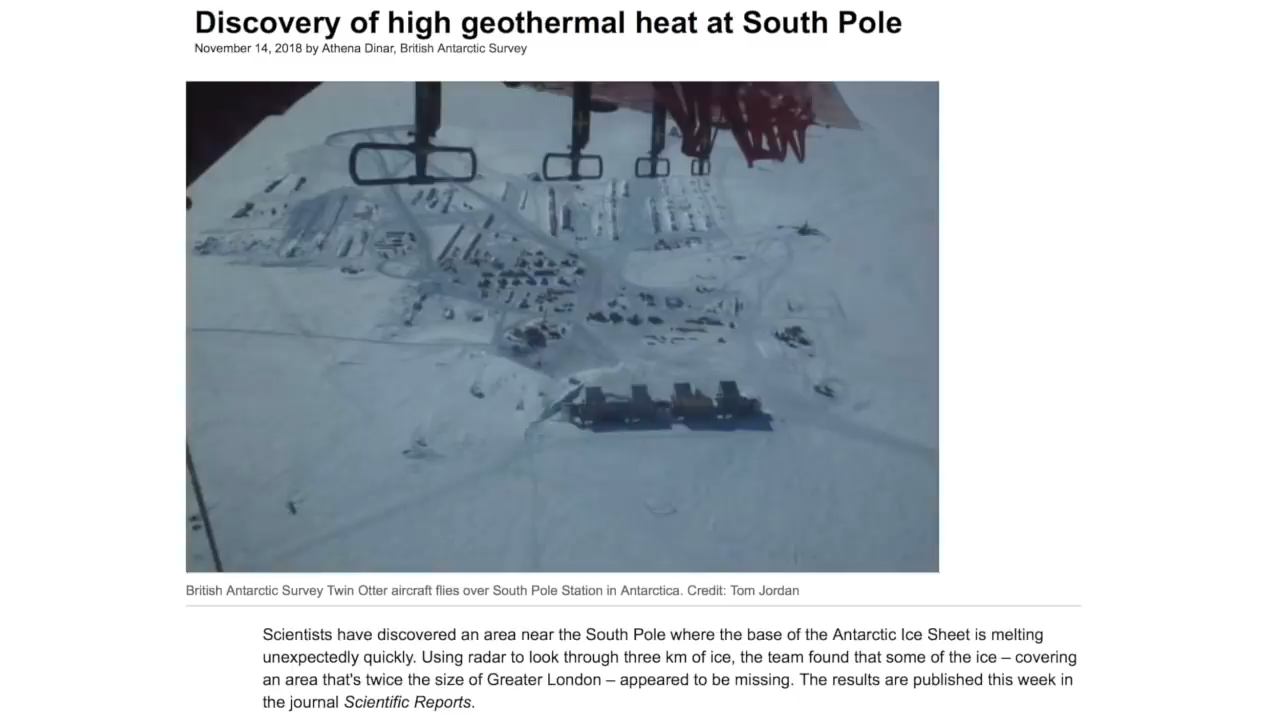 Discovery of high geothermal heat at South Pole
November 14, 2018 by Athena Dinar, British Antarctic Survey
British Antarctic Survey Twin Otter aircraft flies over South Pole Station in Antarctica. Credit: Tom Jordan
Scientists have discovered an area near the South Pole where the base of the Antarctic Ice Sheet is melting
unexpectedly quickly. Using radar to look through three km of ice, the team found that some of the ice – covering
an area that's twice the size of Greater London – appeared to be missing. The results are published this week in
the journal Scientific Reports.